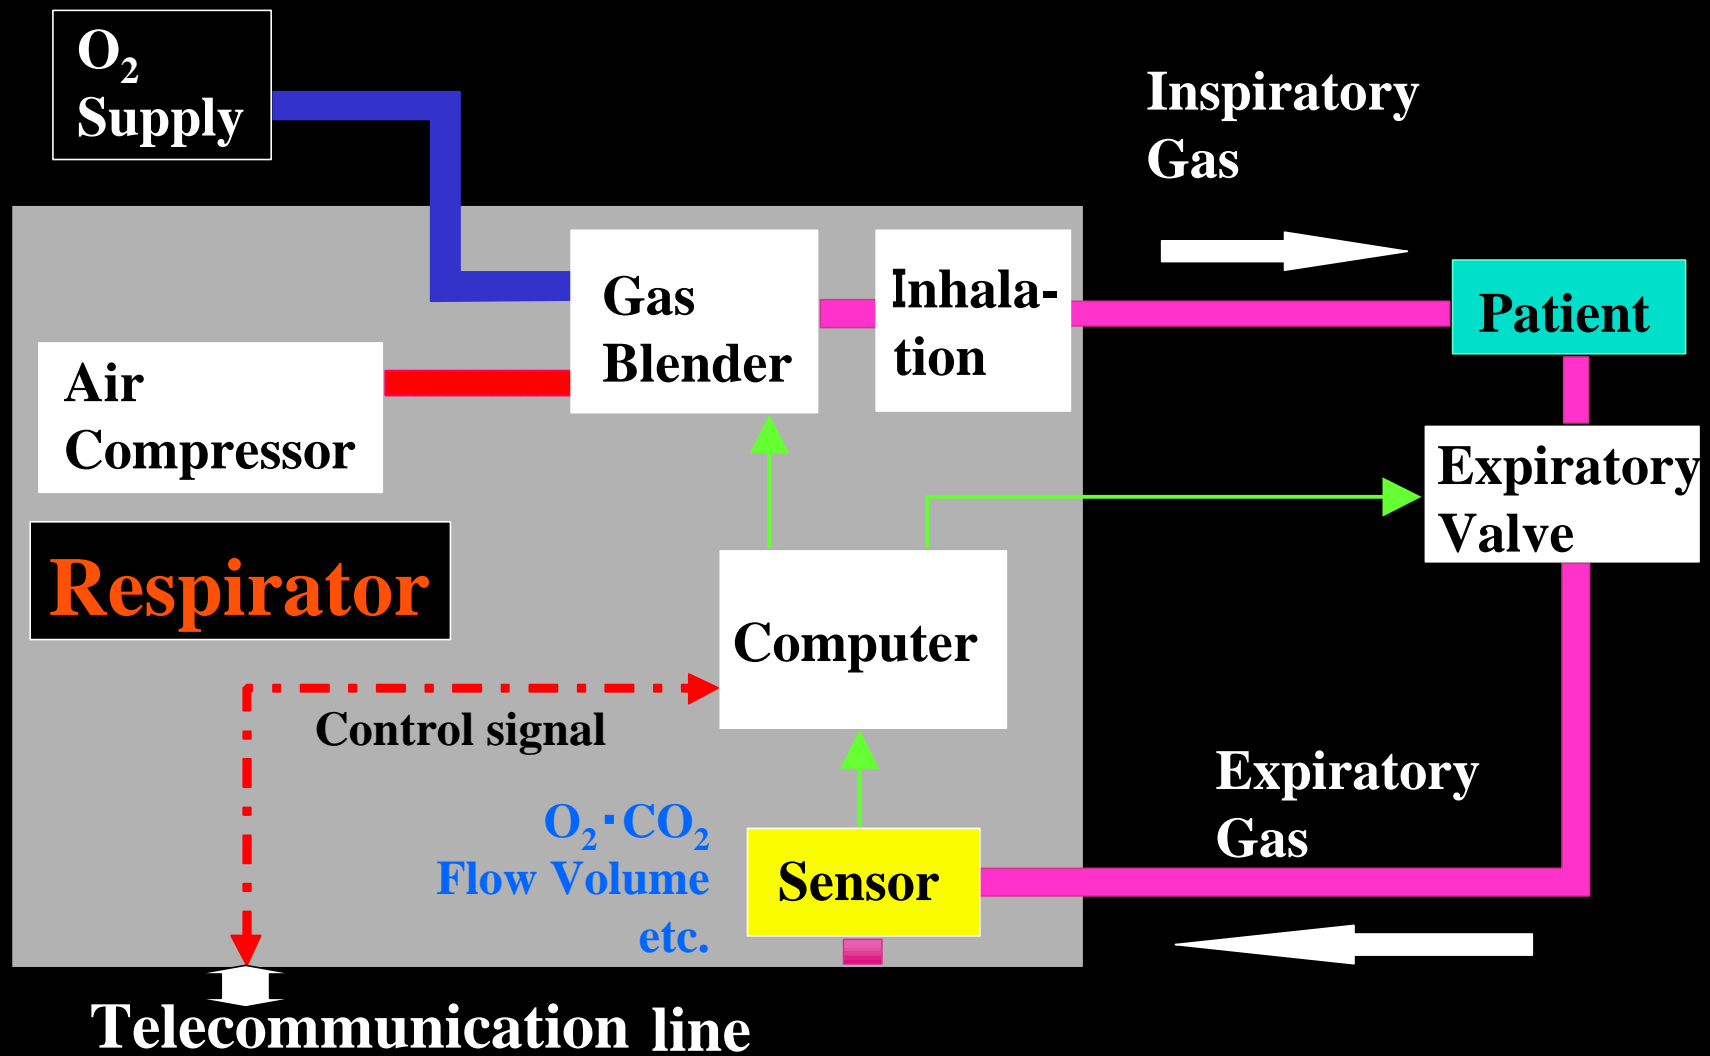 O₂
Supply
Inspiratory
Gas
Gas
Blender
Inhala-
tion
Patient
Air
Compressor
Expiratory
Valve
Respirator
Computer
Control signal
Expiratory
Gas
O₂・CO₂
Flow Volume
etc.
Sensor
Telecommunication line